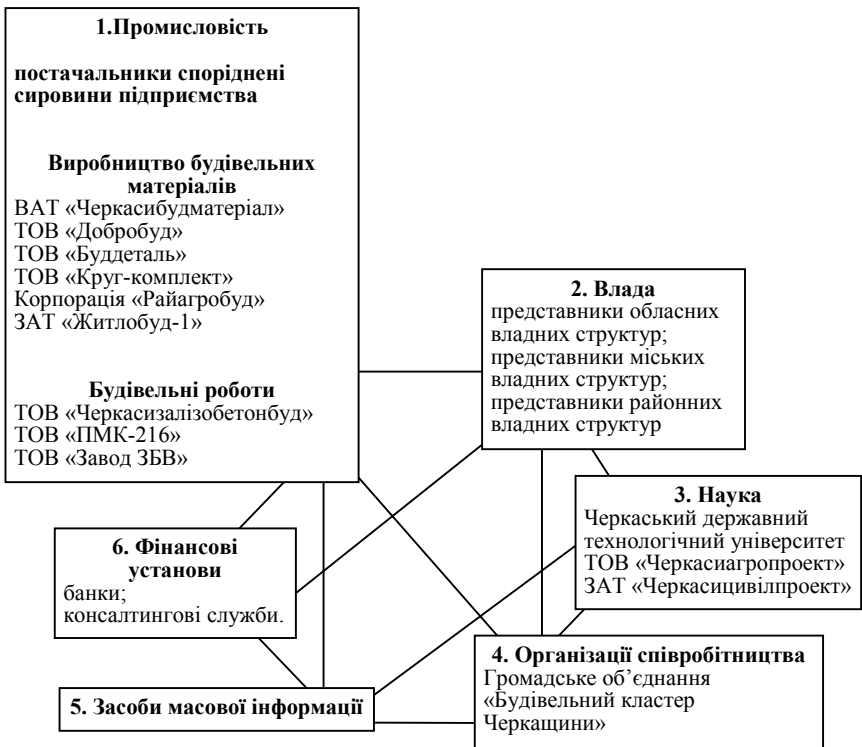 1.Промисловість
постачальники споріднені
сировини підприємства
Виробництво будівельних
матеріалів
ВАТ «Черкасибудматеріал»
ТОВ «Добробуд»
ТОВ «Буддеталь»
ТОВ «Круг-комплект»
Корпорація «Райагробуд»
ЗАТ «Житлобуд-1»
Будівельні роботи
ТОВ «Черкасизалізобетонбуд»
ТОВ «ПМК-216»
ТОВ «Завод ЗБВ»
2. Влада
представники обласних
владних структур;
представники міських
владних структур;
представники районних
владних структур
3. Наука
Черкаський державний
технологічний університет
ТОВ «Черкасиагропроект»
ЗАТ «Черкасицивілпроект»
6. Фінансові
установи
банки;
консалтингові служби.
4. Організації співробітництва
Громадське об’єднання
«Будівельний кластер
Черкащини»
5. Засоби масової інформації